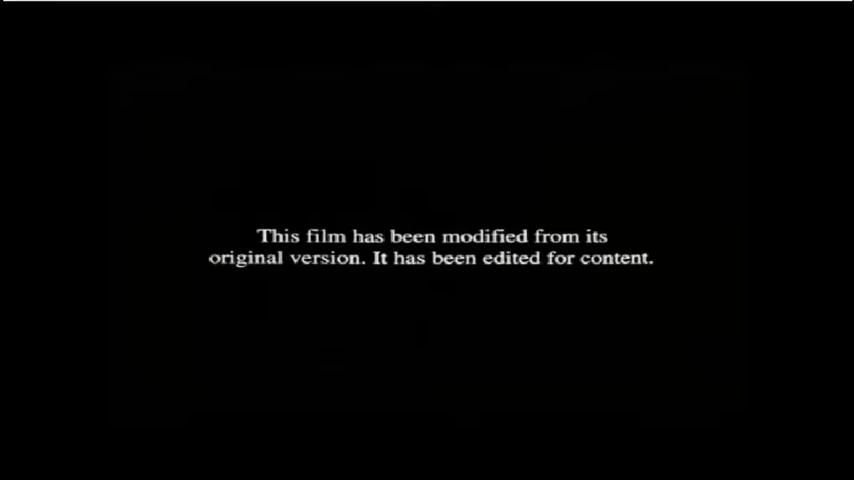 This film has been modified from its
original version. It has been edited for content.